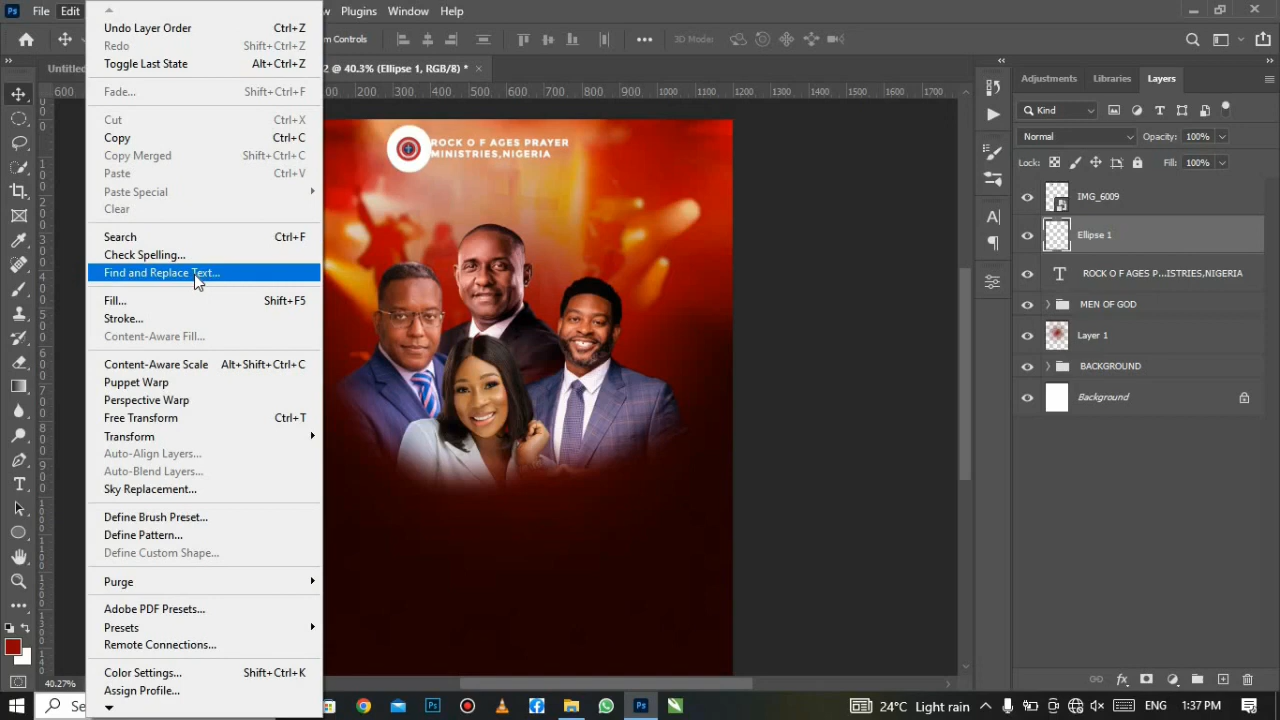 File Edit w Plugins Window Help
m Controls 3D Mode:
Untitled 2 @ 40.3% (Ellipse 1, RGB/8) *
Undo Layer Order Ctrl+Z
Redo Shift+Ctrl+Z
Toggle Last State Alt+Ctrl+Z
Fade... Shift+Ctrl+F
Cut Ctrl+X
Copy Ctrl+C
Copy Merged Shift+Ctrl+C
Paste Ctrl+V
Paste Special
Clear
Search Ctrl+F
Check Spelling...
Find and Replace Text...
Fill... Shift+F5
Stroke...
Content-Aware Fill...
Content-Aware Scale Alt+Shift+Ctrl+C
Puppet Warp
Perspective Warp
Free Transform Ctrl+T
Transform
Auto-Align Layers...
Auto-Blend Layers...
Sky Replacement...
Define Brush Preset...
Define Pattern...
Define Custom Shape...
Purge
Adobe PDF Presets...
Presets
Remote Connections...
Color Settings... Shift+Ctrl+K
Assign Profile...
600 200 300 400 500 600 700 800 900 1000 1100 1200 1300 1400 1500 1600 1700
ROCK O F AGES PRAYER
MINISTRIES,NIGERIA
Adjustments Libraries Layers
Kind
Normal Opacity: 100%
Lock: Fill: 100%
IMG_6009
Ellipse 1
ROCK O F AGES P...ISTRIES,NIGERIA
MEN OF GOD
Layer 1
BACKGROUND
Background
40.27%
Se
24°C Light rain ENG 1:37 PM